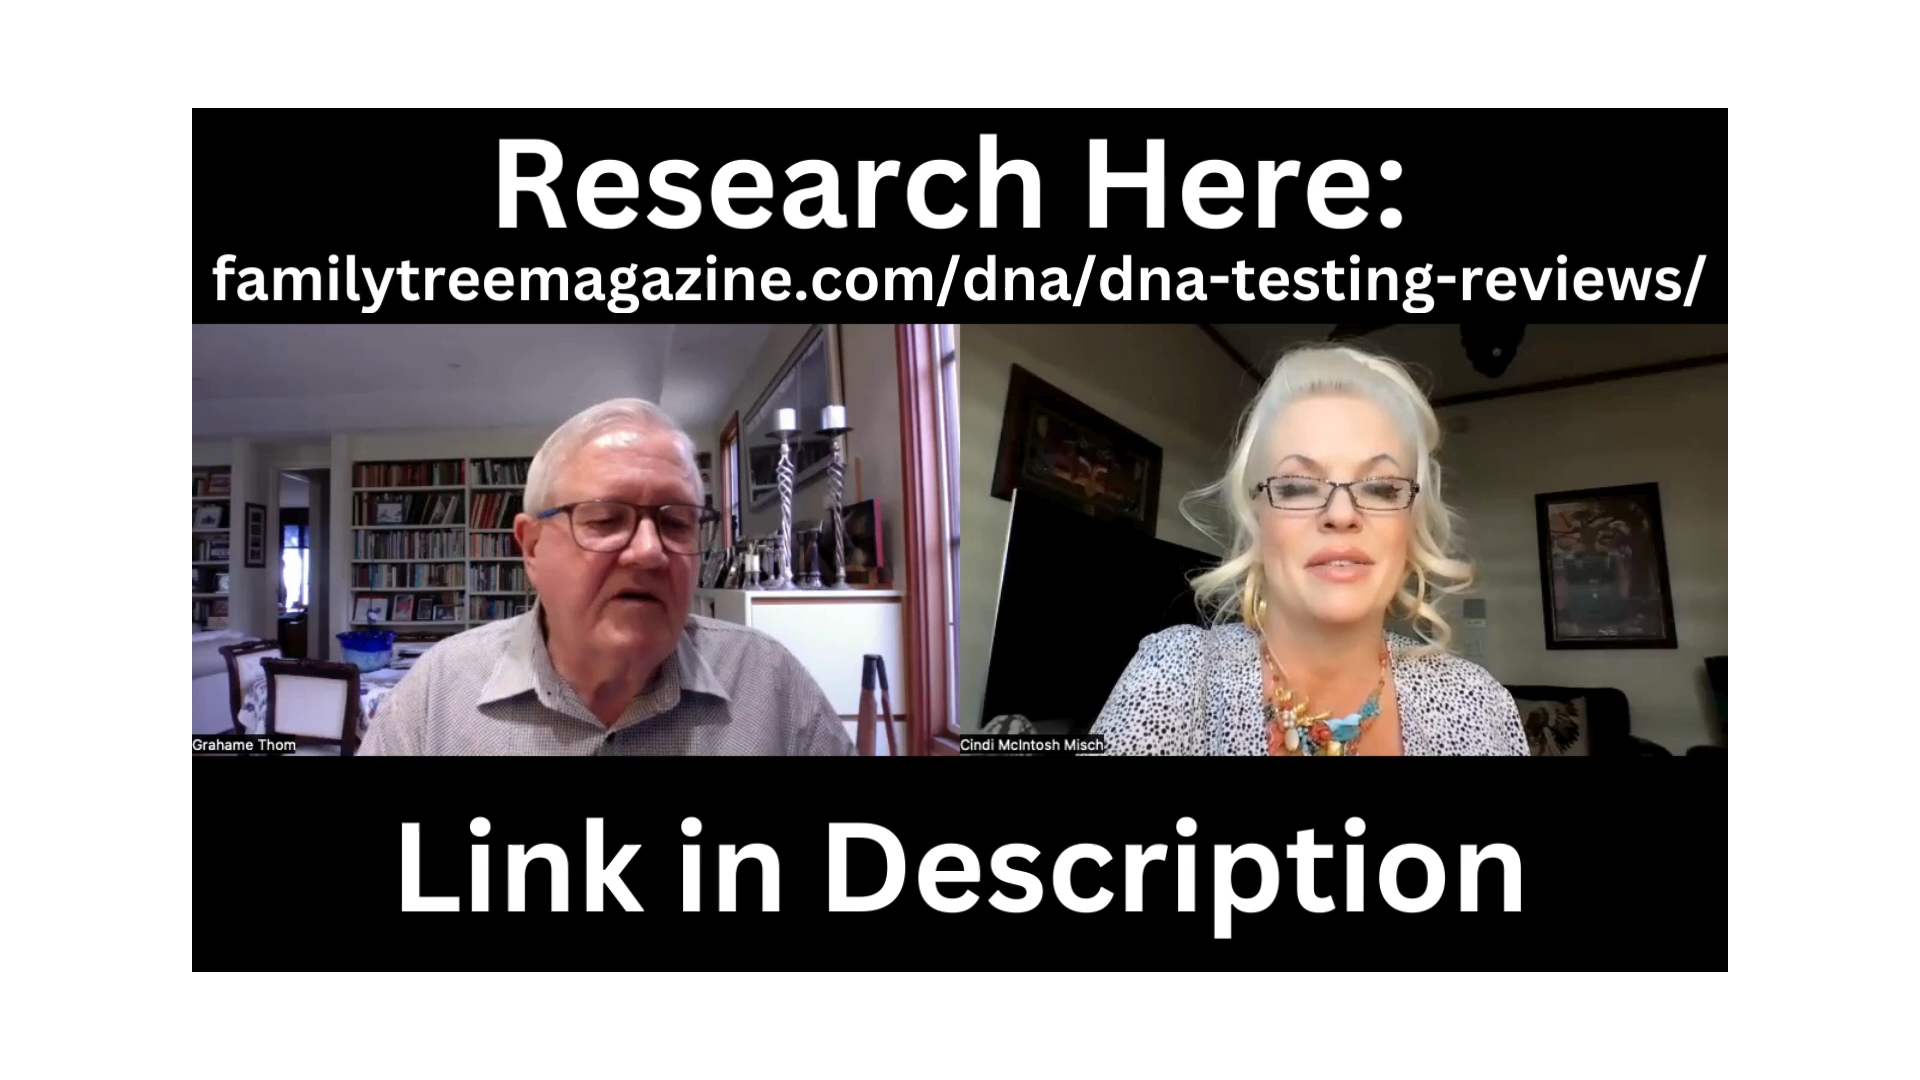 Research Here:
familytreemagazine.com/dna/dna-testing-reviews/
Grahame Thom
Cindi McIntosh Misch
Link in Description